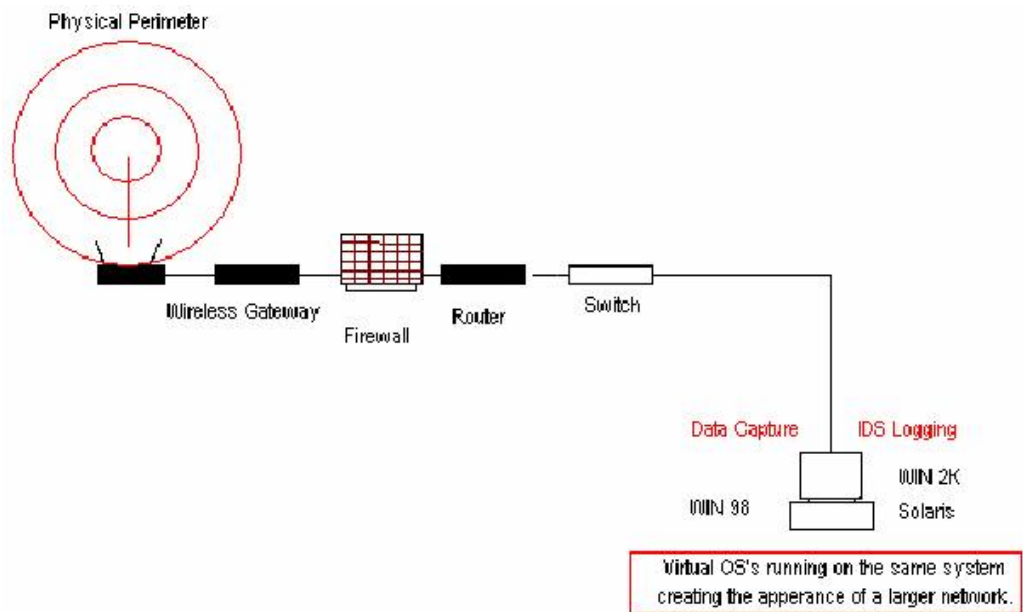 Physical Perimeter
Wireless Gateway
Firewall
Router
Switch
Data Capture
IDS Logging
WIN 2K
WIN 98
Solaris
Virtual OS's running on the same system
creating the apperance of a larger network.